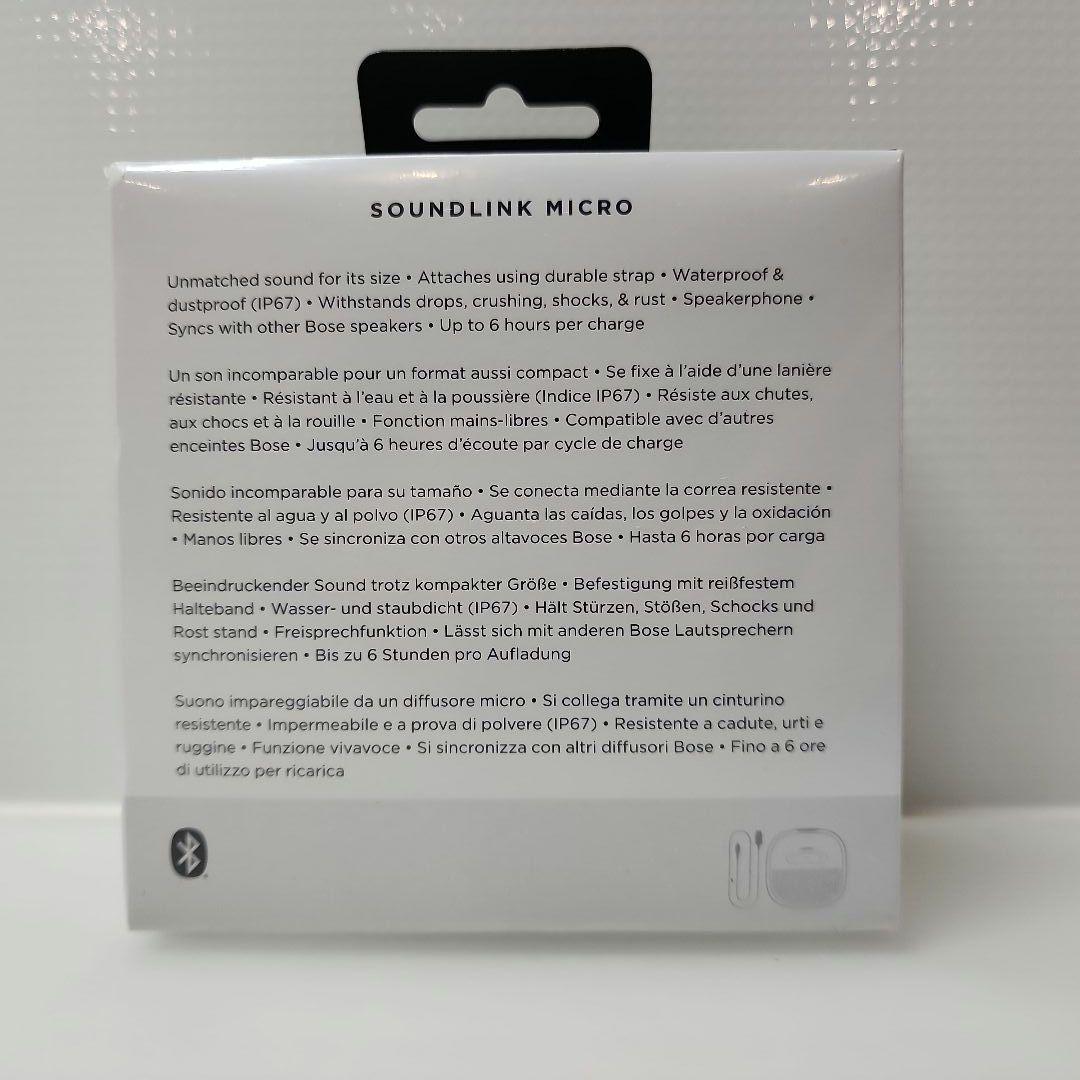 SOUNDLINK MICRO
Unmatched sound for its size • Attaches using durable strap • Waterproof &
dustproof (IP67) • Withstands drops, crushing, shocks, & rust • Speakerphone •
Syncs with other Bose speakers • Up to 6 hours per charge
Un son incomparable pour un format aussi compact • Se fixe à l'aide d'une lanière
résistante • Résistant à l'eau et à la poussière (Indice IP67) • Résiste aux chutes,
aux chocs et à la rouille • Fonction mains-libres • Compatible avec d'autres
enceintes Bose • Jusqu'à 6 heures d'écoute par cycle de charge
Sonido incomparable para su tamaño • Se conecta mediante la correa resistente •
Resistente al agua y al polvo (IP67) • Aguanta las caídas, los golpes y la oxidación
• Manos libres • Se sincroniza con otros altavoces Bose • Hasta 6 horas por carga
Beeindruckender Sound trotz kompakter Größe • Befestigung mit reißfestem
Halteband • Wasser- und staubdicht (IP67) • Hält Stürzen, Stößen, Schocks und
Rost stand • Freisprechfunktion • Lässt sich mit anderen Bose Lautsprechern
synchronisieren • Bis zu 6 Stunden pro Aufladung
Suono impareggiabile da un diffusore micro • Si collega tramite un cinturino
resistente • Impermeabile e a prova di polvere (IP67) • Resistente a cadute, urti e
ruggine • Funzione vivavoce • Si sincronizza con altri diffusori Bose • Fino a 6 ore
di utilizzo per ricarica